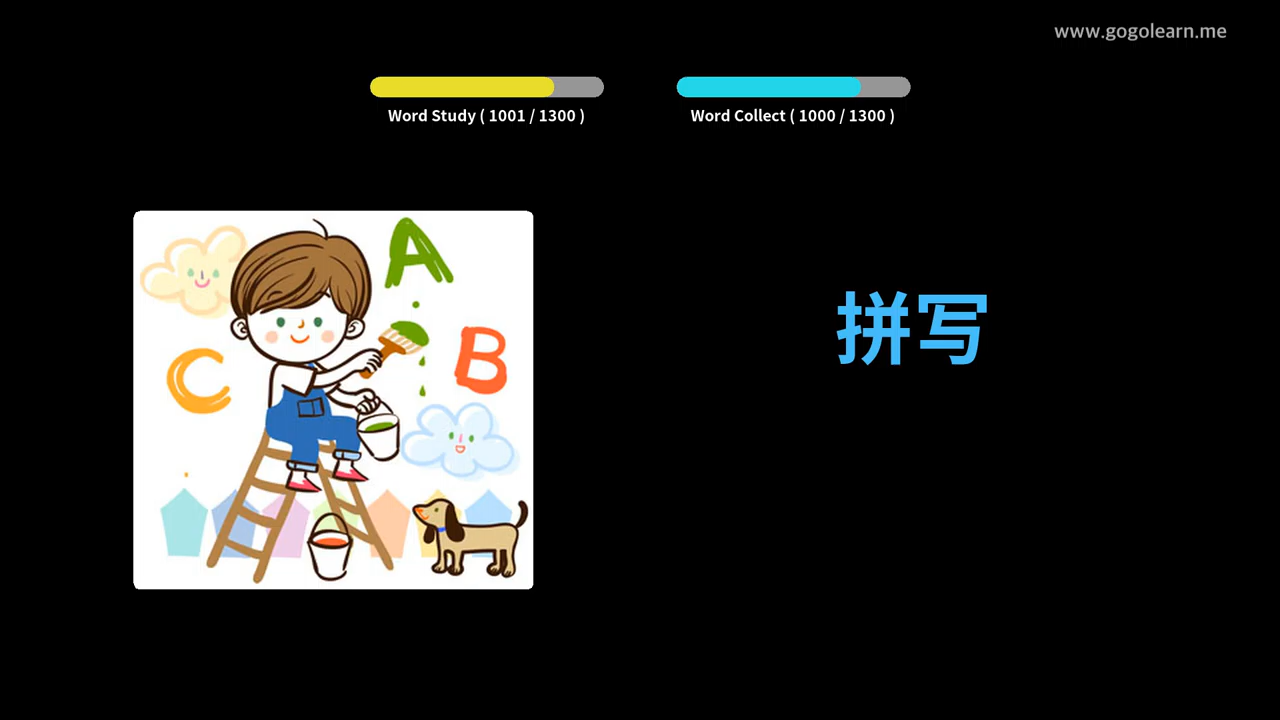 www.gogolearn.me
Word Study ( 1001 / 1300 )
Word Collect ( 1000 / 1300 )
A
B
C
拼写